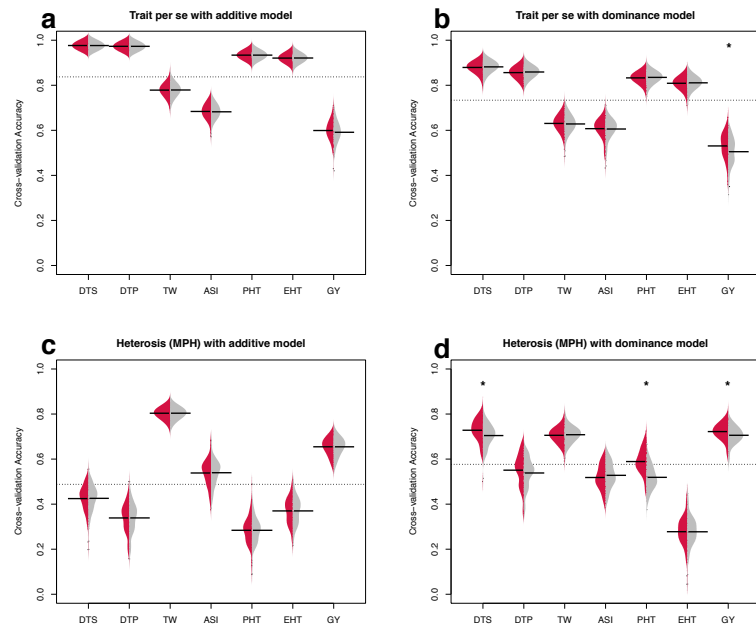 a
Trait per se with additive model
Cross−validation Accuracy
1.0
0.8
0.6
0.4
0.2
0.0
DTS DTP TW ASI PHT EHT GY
b
Trait per se with dominance model
Cross−validation Accuracy
1.0
0.8
0.6
0.4
0.2
0.0
*
DTS DTP TW ASI PHT EHT GY
c
Heterosis (MPH) with additive model
Cross−validation Accuracy
1.0
0.8
0.6
0.4
0.2
0.0
DTS DTP TW ASI PHT EHT GY
d
Heterosis (MPH) with dominance model
Cross−validation Accuracy
1.0
0.8
0.6
0.4
0.2
0.0
* * *
DTS DTP TW ASI PHT EHT GY